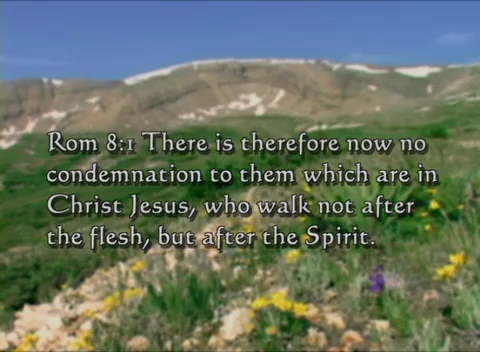 Rom 8:1 There is therefore now no
condemnation to them which are in
Christ Jesus, who walk not after
the flesh, but after the Spirit.